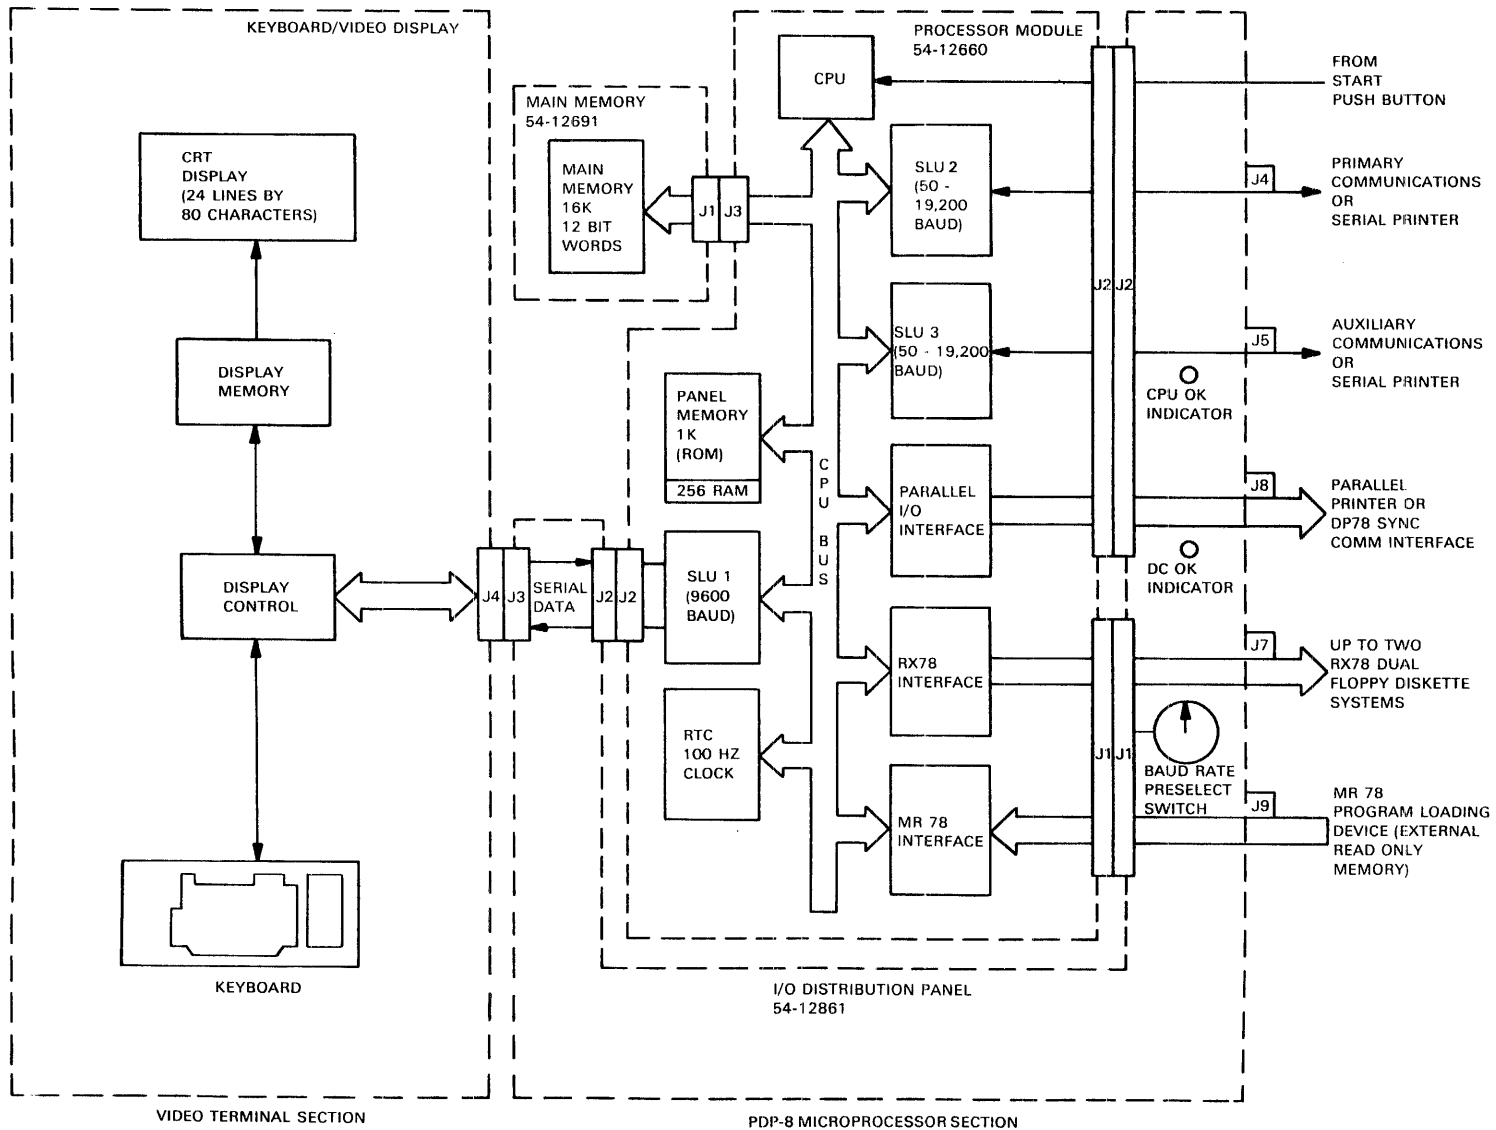 KEYBOARD/VIDEO DISPLAY
CRT
DISPLAY
(24 LINES BY
80 CHARACTERS)
DISPLAY
MEMORY
DISPLAY
CONTROL
KEYBOARD
VIDEO TERMINAL SECTION
J4
J3
SERIAL
DATA
J2
J2
MAIN MEMORY
54-12691
MAIN
MEMORY
16K
12 BIT
WORDS
J1
J3
PROCESSOR MODULE
54-12660
CPU
SLU 2
(50 -
19,200
BAUD)
SLU 3
(50 - 19,200
BAUD)
PANEL
MEMORY
1K
(ROM)
256 RAM
CPU BUS
PARALLEL
I/O
INTERFACE
SLU 1
(9600
BAUD)
RX78
INTERFACE
RTC
100 HZ
CLOCK
MR 78
INTERFACE
J2
J2
J1
J1
I/O DISTRIBUTION PANEL
54-12861
PDP-8 MICROPROCESSOR SECTION
FROM
START
PUSH BUTTON
J4
PRIMARY
COMMUNICATIONS
OR
SERIAL PRINTER
J5
AUXILIARY
COMMUNICATIONS
OR
SERIAL PRINTER
CPU OK
INDICATOR
J8
PARALLEL
PRINTER OR
DP78 SYNC
COMM INTERFACE
DC OK
INDICATOR
J7
UP TO TWO
RX78 DUAL
FLOPPY DISKETTE
SYSTEMS
BAUD RATE
PRESELECT
SWITCH
J9
MR 78
PROGRAM LOADING
DEVICE (EXTERNAL
READ ONLY
MEMORY)